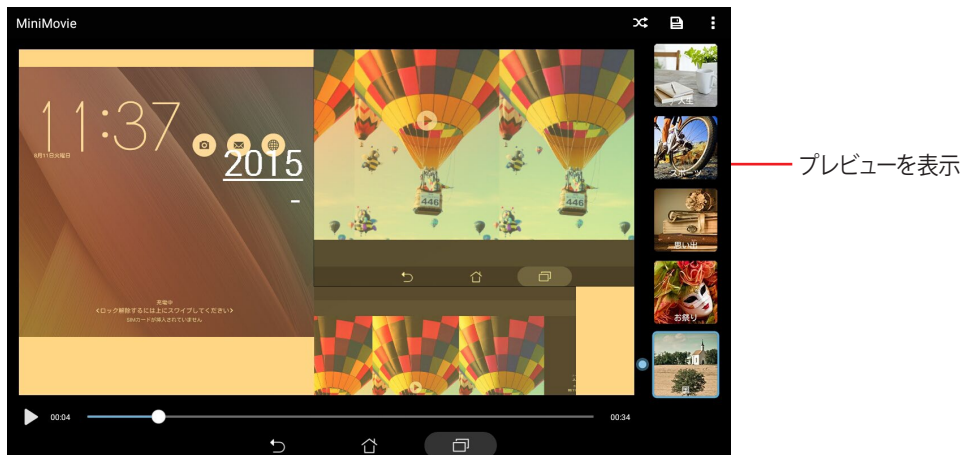 MiniMovie
11:37
8月11日火曜日
2015
-
446
446
充電中
<ロック解除するには上にスワイプしてください>
SIMカードが挿入されていません
人生
スポーツ
思い出
お祭り
プレビューを表示
00:04
00:34